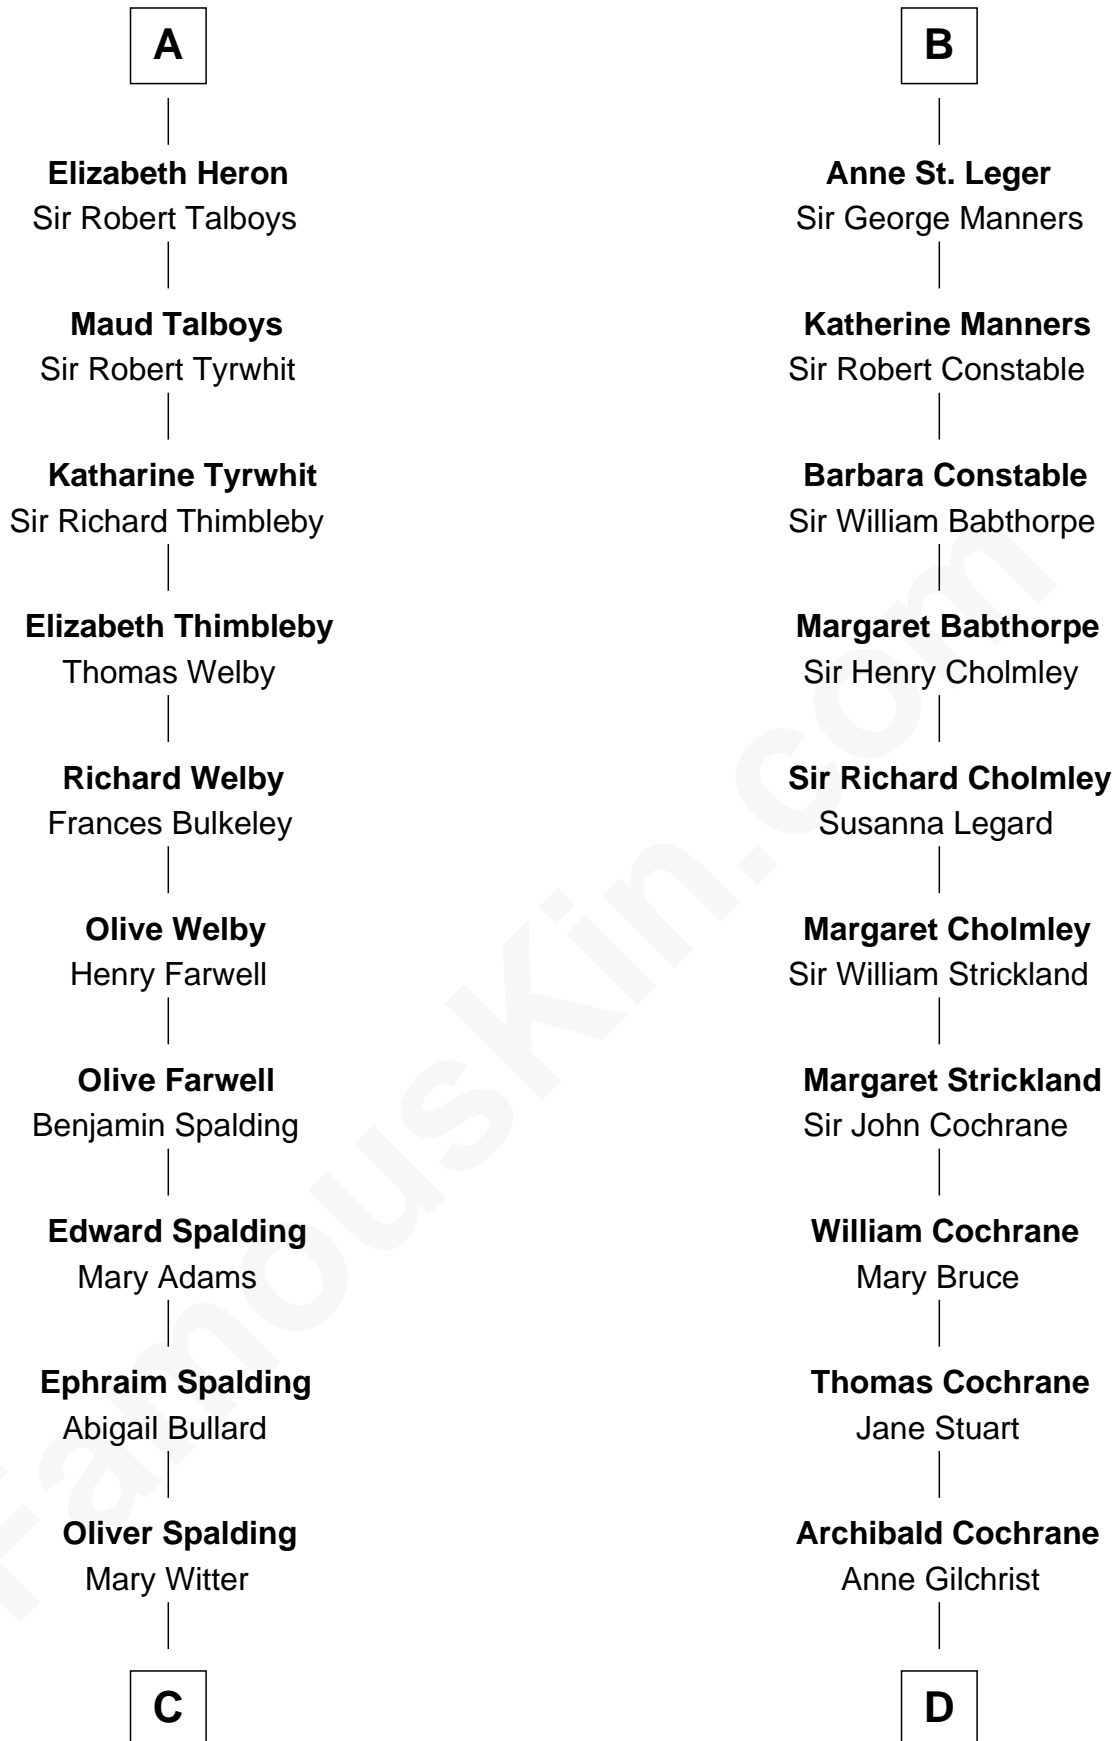 A
Elizabeth Heron
Sir Robert Talboys
Maud Talboys
Sir Robert Tyrwhit
Katharine Tyrwhit
Sir Richard Thimbleby
Elizabeth Thimbleby
Thomas Welby
Richard Welby
Frances Bulkeley
Olive Welby
Henry Farwell
Olive Farwell
Benjamin Spalding
Edward Spalding
Mary Adams
Ephraim Spalding
Abigail Bullard
Oliver Spalding
Mary Witter
C
B
Anne St. Leger
Sir George Manners
Katherine Manners
Sir Robert Constable
Barbara Constable
Sir William Babthorpe
Margaret Babthorpe
Sir Henry Cholmley
Sir Richard Cholmley
Susanna Legard
Margaret Cholmley
Sir William Strickland
Margaret Strickland
Sir John Cochrane
William Cochrane
Mary Bruce
Thomas Cochrane
Jane Stuart
Archibald Cochrane
Anne Gilchrist
D
FamousKin.com